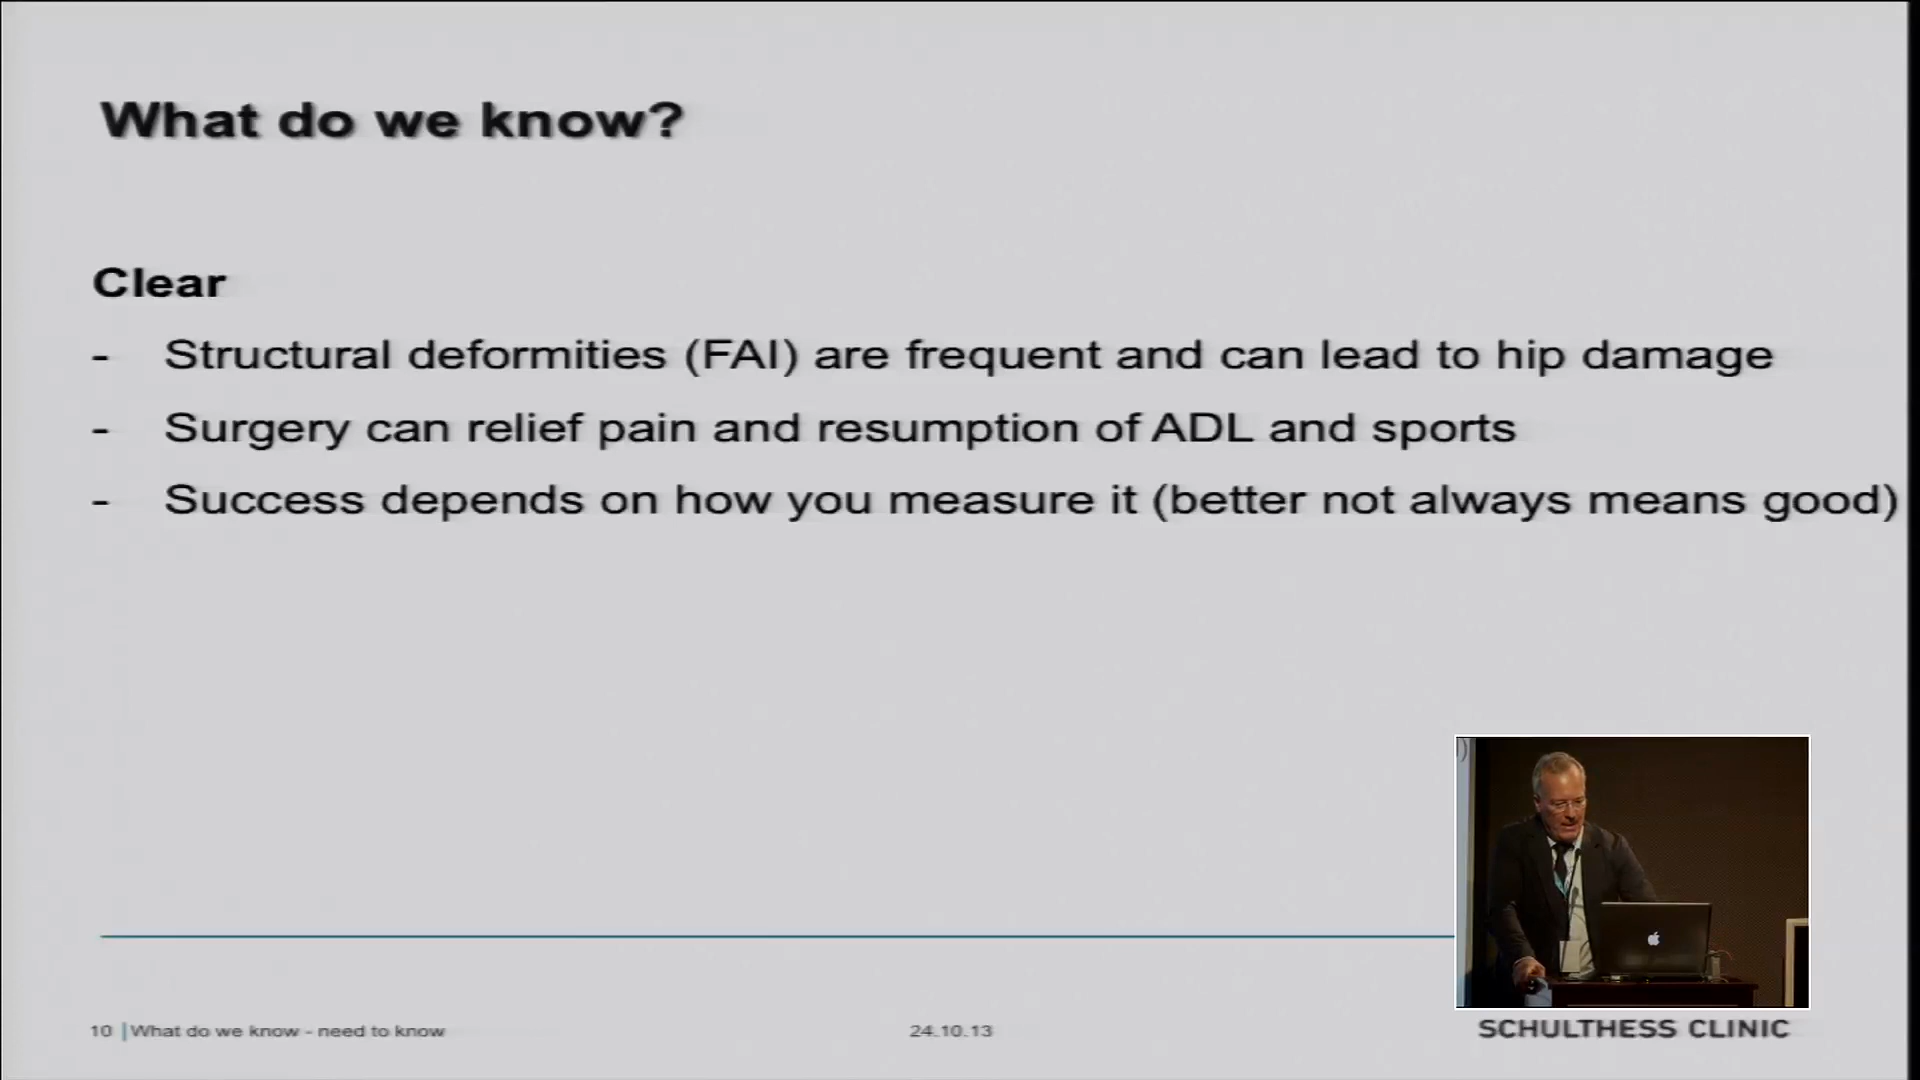 What do we know?
Clear
- Structural deformities (FAI) are frequent and can lead to hip damage
- Surgery can relief pain and resumption of ADL and sports
- Success depends on how you measure it (better not always means good)
10 | What do we know - need to know
24.10.13
SCHULTHESS CLINIC